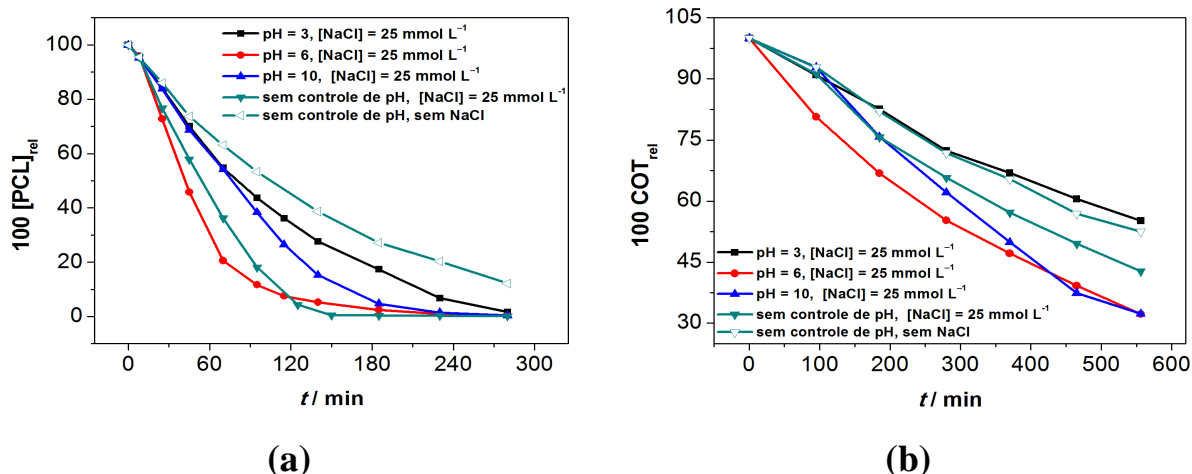 100 [PCL]rel
100
80
60
40
20
0
pH = 3, [NaCl] = 25 mmol L⁻¹
pH = 6, [NaCl] = 25 mmol L⁻¹
pH = 10, [NaCl] = 25 mmol L⁻¹
sem controle de pH, [NaCl] = 25 mmol L⁻¹
sem controle de pH, sem NaCl
0 60 120 180 240 300
t / min
(a)
100 COTrel
105
90
75
60
45
30
pH = 3, [NaCl] = 25 mmol L⁻¹
pH = 6, [NaCl] = 25 mmol L⁻¹
pH = 10, [NaCl] = 25 mmol L⁻¹
sem controle de pH, [NaCl] = 25 mmol L⁻¹
sem controle de pH, sem NaCl
0 100 200 300 400 500 600
t / min
(b)